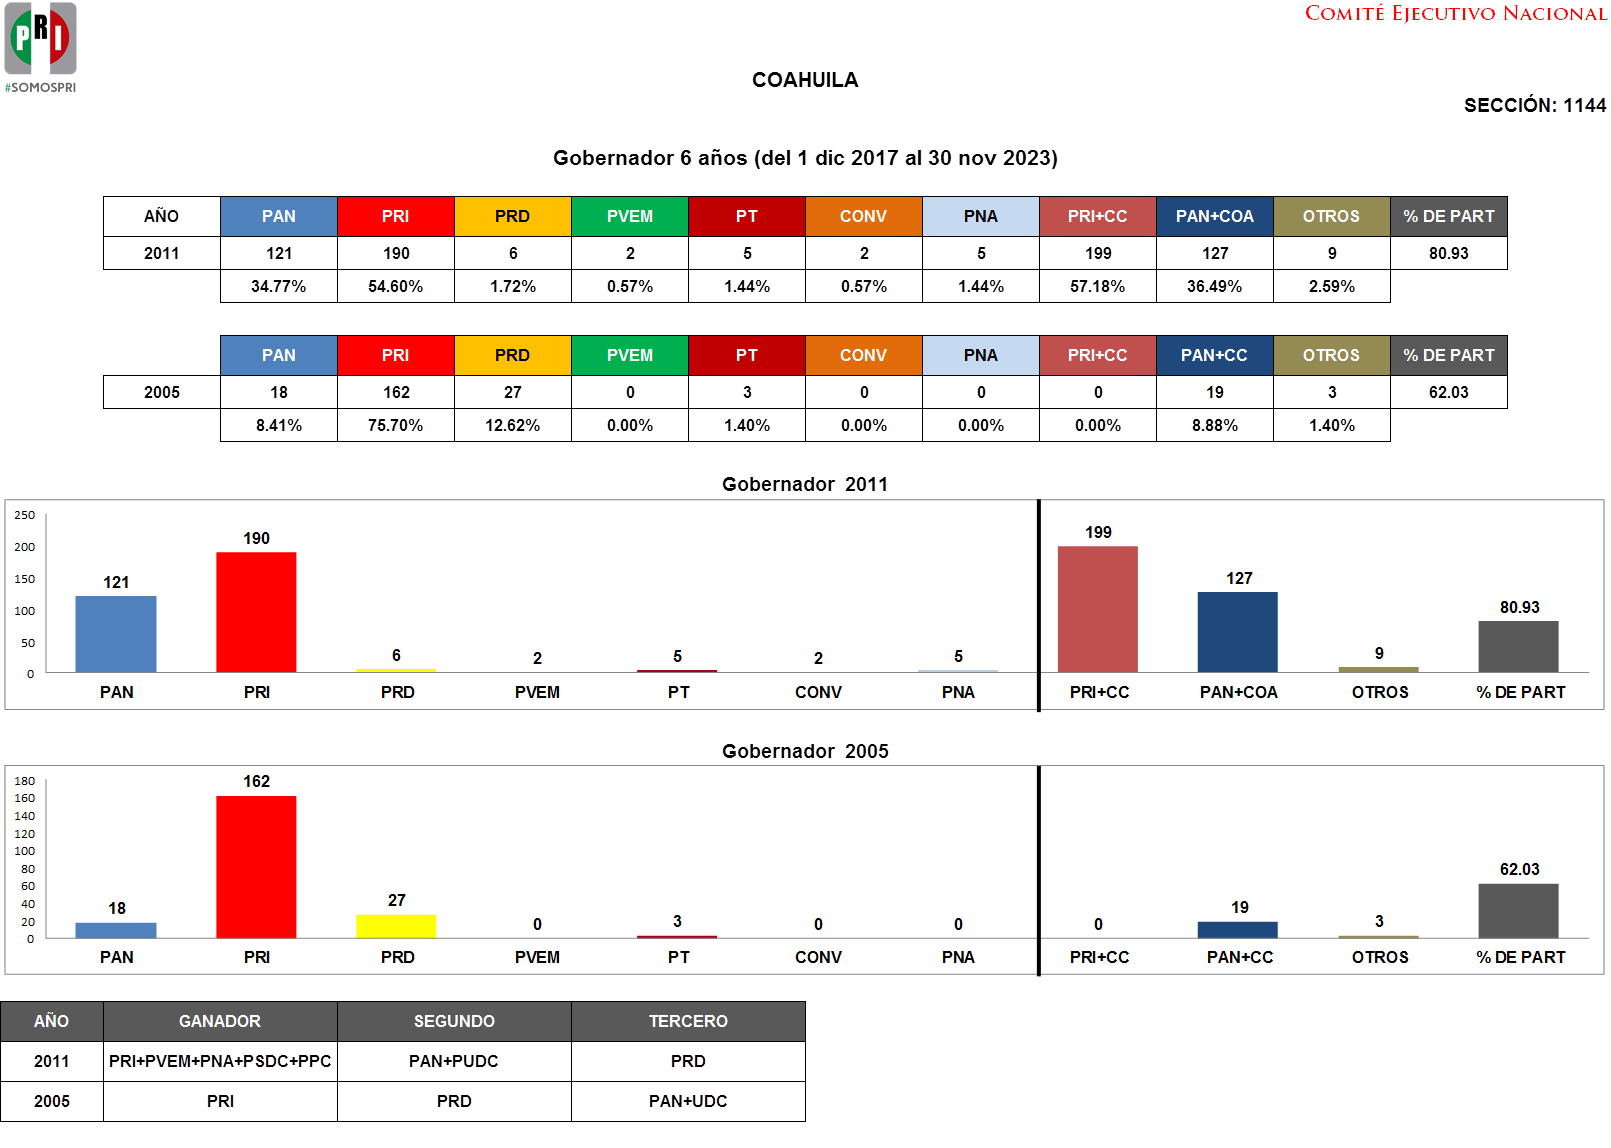 PRI
#SOMOSPRI
COMITÉ EJECUTIVO NACIONAL
COAHUILA
SECCIÓN: 1144
Gobernador 6 años (del 1 dic 2017 al 30 nov 2023)
AÑO PAN PRI PRD PVEM PT CONV PNA PRI+CC PAN+COA OTROS % DE PART
2011 121 190 6 2 5 2 5 199 127 9 80.93
34.77% 54.60% 1.72% 0.57% 1.44% 0.57% 1.44% 57.18% 36.49% 2.59%
PAN PRI PRD PVEM PT CONV PNA PRI+CC PAN+CC OTROS % DE PART
2005 18 162 27 0 3 0 0 0 19 3 62.03
8.41% 75.70% 12.62% 0.00% 1.40% 0.00% 0.00% 0.00% 8.88% 1.40%
Gobernador 2011
250
200
150
100
50
0
121 190 6 2 5 2 5 199 127 9 80.93
PAN PRI PRD PVEM PT CONV PNA PRI+CC PAN+COA OTROS % DE PART
Gobernador 2005
180
160
140
120
100
80
60
40
20
0
18 162 27 0 3 0 0 0 19 3 62.03
PAN PRI PRD PVEM PT CONV PNA PRI+CC PAN+CC OTROS % DE PART
AÑO GANADOR SEGUNDO TERCERO
2011 PRI+PVEM+PNA+PSDC+PPC PAN+PUDC PRD
2005 PRI PRD PAN+UDC